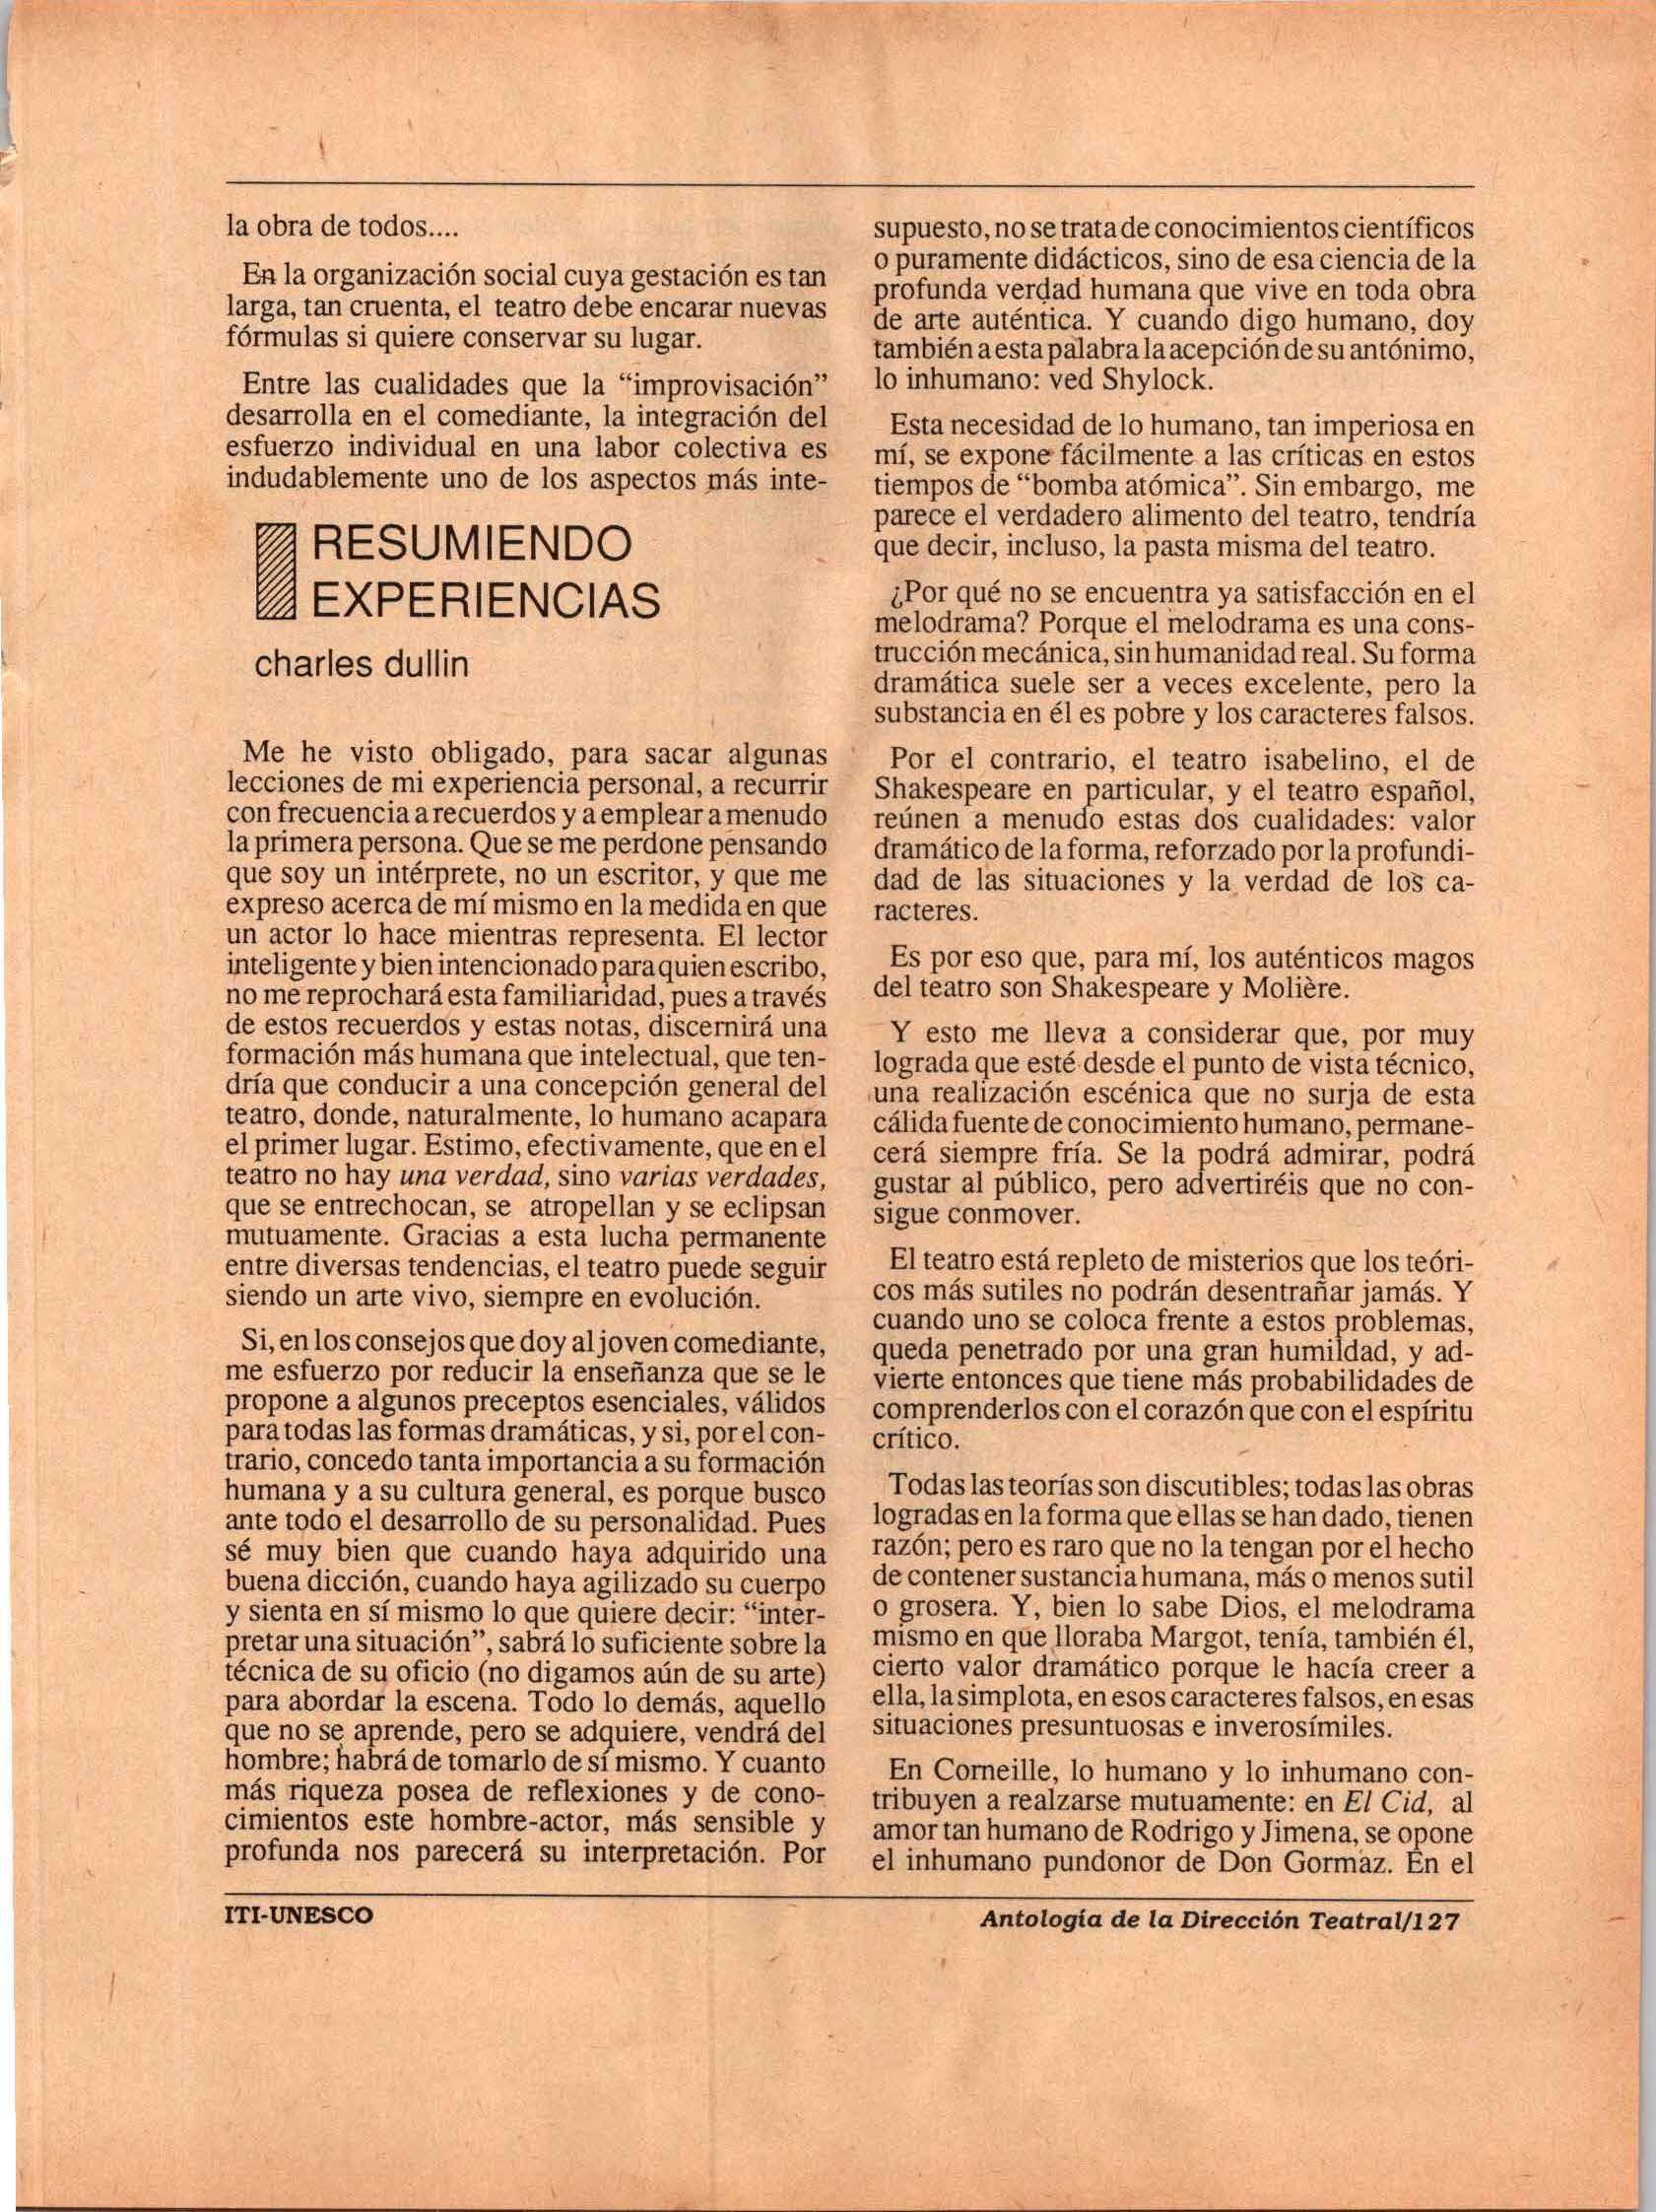 la obra de todos....
En la organización social cuya gestación es tan
larga, tan cruenta, el teatro debe encarar nuevas
fórmulas si quiere conservar su lugar.
Entre las cualidades que la “improvisación”
desarrolla en el comediante, la integración del
esfuerzo individual en una labor colectiva es
indudablemente uno de los aspectos más inte-
RESUMIENDO
EXPERIENCIAS
charles dullin
Me he visto obligado, para sacar algunas
lecciones de mi experiencia personal, a recurrir
con frecuencia a recuerdos y a emplear a menudo
la primera persona. Que se me perdone pensando
que soy un intérprete, no un escritor, y que me
expreso acerca de mí mismo en la medida en que
un actor lo hace mientras representa. El lector
inteligente y bien intencionado para quien escribo,
no me reprochará esta familiaridad, pues a través
de estos recuerdos y estas notas, discernirá una
formación más humana que intelectual, que ten-
dría que conducir a una concepción general del
teatro, donde, naturalmente, lo humano acapara
el primer lugar. Estimo, efectivamente, que en el
teatro no hay una verdad, sino varias verdades,
que se entrechocan, se atropellan y se eclipsan
mutuamente. Gracias a esta lucha permanente
entre diversas tendencias, el teatro puede seguir
siendo un arte vivo, siempre en evolución.
Si, en los consejos que doy al joven comediante,
me esfuerzo por reducir la enseñanza que se le
propone a algunos preceptos esenciales, válidos
para todas las formas dramáticas, y si, por el con-
trario, concedo tanta importancia a su formación
humana y a su cultura general, es porque busco
ante todo el desarrollo de su personalidad. Pues
sé muy bien que cuando haya adquirido una
buena dicción, cuando haya agilizado su cuerpo
y sienta en sí mismo lo que quiere decir: “inter-
pretar una situación”, sabrá lo suficiente sobre la
técnica de su oficio (no digamos aún de su arte)
para abordar la escena. Todo lo demás, aquello
que no se aprende, pero se adquiere, vendrá del
hombre; habrá de tomarlo de sí mismo. Y cuanto
más riqueza posea de reflexiones y de cono-
cimientos este hombre-actor, más sensible y
profunda nos parecerá su interpretación. Por
supuesto, no se trata de conocimientos científicos
o puramente didácticos, sino de esa ciencia de la
profunda verdad humana que vive en toda obra
de arte auténtica. Y cuando digo humano, doy
también a esta palabra la acepción de su antónimo,
lo inhumano: ved Shylock.
Esta necesidad de lo humano, tan imperiosa en
mí, se expone fácilmente a las críticas en estos
tiempos de “bomba atómica”. Sin embargo, me
parece el verdadero alimento del teatro, tendría
que decir, incluso, la pasta misma del teatro.
¿Por qué no se encuentra ya satisfacción en el
melodrama? Porque el melodrama es una cons-
trucción mecánica, sin humanidad real. Su forma
dramática suele ser a veces excelente, pero la
substancia en él es pobre y los caracteres falsos.
Por el contrario, el teatro isabelino, el de
Shakespeare en particular, y el teatro español,
reúnen a menudo estas dos cualidades: valor
dramático de la forma, reforzado por la profundi-
dad de las situaciones y la verdad de los ca-
racteres.
Es por eso que, para mí, los auténticos magos
del teatro son Shakespeare y Molière.
Y esto me lleva a considerar que, por muy
lograda que esté desde el punto de vista técnico,
una realización escénica que no surja de esta
cálida fuente de conocimiento humano, permane-
cerá siempre fría. Se la podrá admirar, podrá
gustar al público, pero advertiréis que no con-
sigue conmover.
El teatro está repleto de misterios que los teóri-
cos más sutiles no podrán desentrañar jamás. Y
cuando uno se coloca frente a estos problemas,
queda penetrado por una gran humildad, y ad-
vierte entonces que tiene más probabilidades de
comprenderlos con el corazón que con el espíritu
crítico.
Todas las teorías son discutibles; todas las obras
logradas en la forma que ellas se han dado, tienen
razón; pero es raro que no la tengan por el hecho
de contener sustancia humana, más o menos sutil
o grosera. Y, bien lo sabe Dios, el melodrama
mismo en que lloraba Margot, tenía, también él,
cierto valor dramático porque le hacía creer a
ella, la simplota, en esos caracteres falsos, en esas
situaciones presuntuosas e inverosímiles.
En Corneille, lo humano y lo inhumano con-
tribuyen a realzarse mutuamente: en El Cid, al
amor tan humano de Rodrigo y Jimena, se opone
el inhumano pundonor de Don Gormaz. En el
ITI-UNESCO
Antología de la Dirección Teatral/127